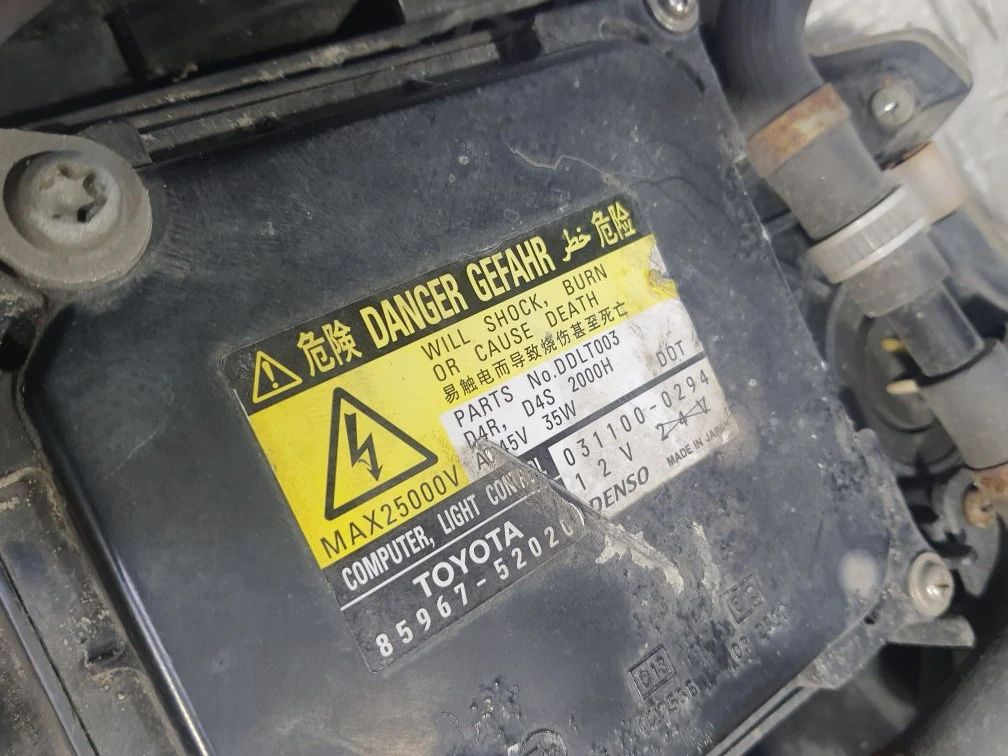 危険 DANGER GEFAHR خطر 危险
WILL SHOCK, BURN
OR CAUSE DEATH
易触电而导致烧伤甚至死亡
MAX25000V
PARTS No.DDLT003
D4R, D4S 2000H DOT
45V 35W
COMPUTER, LIGHT
031100-0294
12V
TOYOTA
DENSO
MADE IN JAPAN
85967-5202